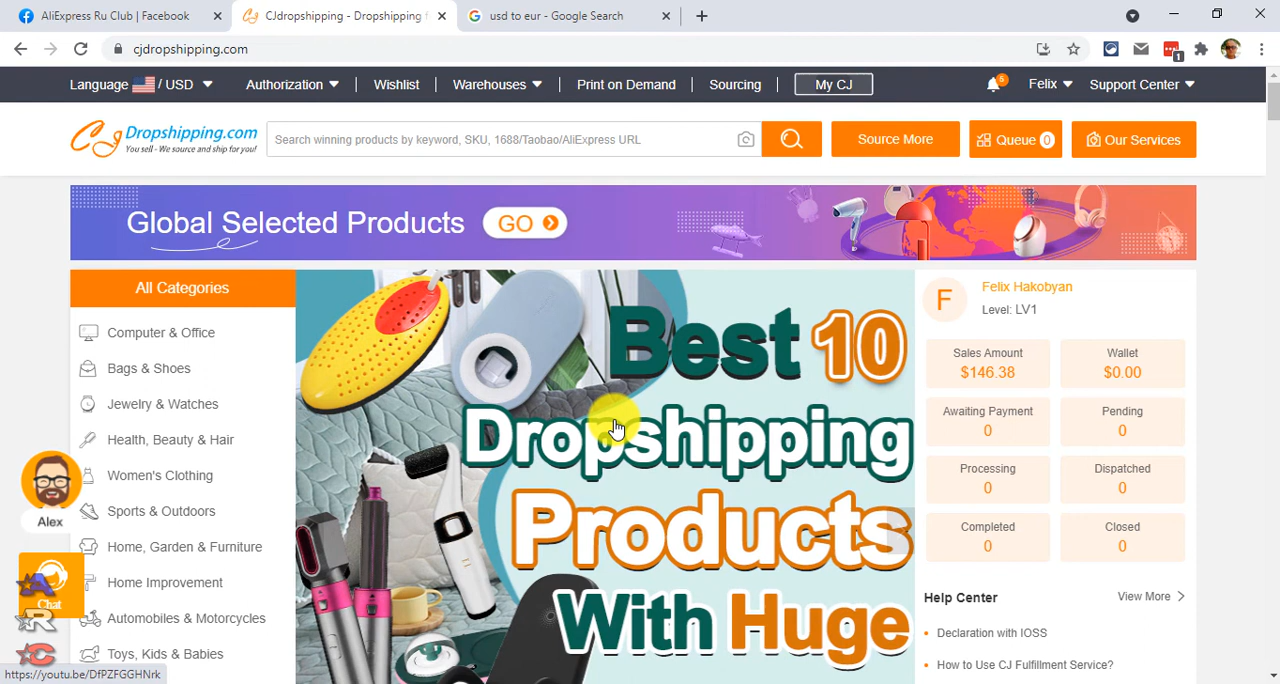 AliExpress Ru Club | Facebook
CJdropshipping - Dropshipping f
usd to eur - Google Search
cjdropshipping.com
1
Language / USD
Authorization
Wishlist
Warehouses
Print on Demand
Sourcing
My CJ
5
Felix
Support Center
CJ Dropshipping.com
You sell - We source and ship for you!
Search winning products by keyword, SKU, 1688/Taobao/AliExpress URL
Source More
Queue 0
Our Services
Global Selected Products
GO
All Categories
Computer & Office
Bags & Shoes
Jewelry & Watches
Health, Beauty & Hair
Women's Clothing
Sports & Outdoors
Home, Garden & Furniture
Home Improvement
Automobiles & Motorcycles
Toys, Kids & Babies
Alex
Chat
A
R
C
Best 10
Dropshipping
Products
With Huge
F
Felix Hakobyan
Level: LV1
Sales Amount
$146.38
Wallet
$0.00
Awaiting Payment
0
Pending
0
Processing
0
Dispatched
0
Completed
0
Closed
0
Help Center
View More
Declaration with IOSS
How to Use CJ Fulfillment Service?
https://youtu.be/DfPZFGGHNrk